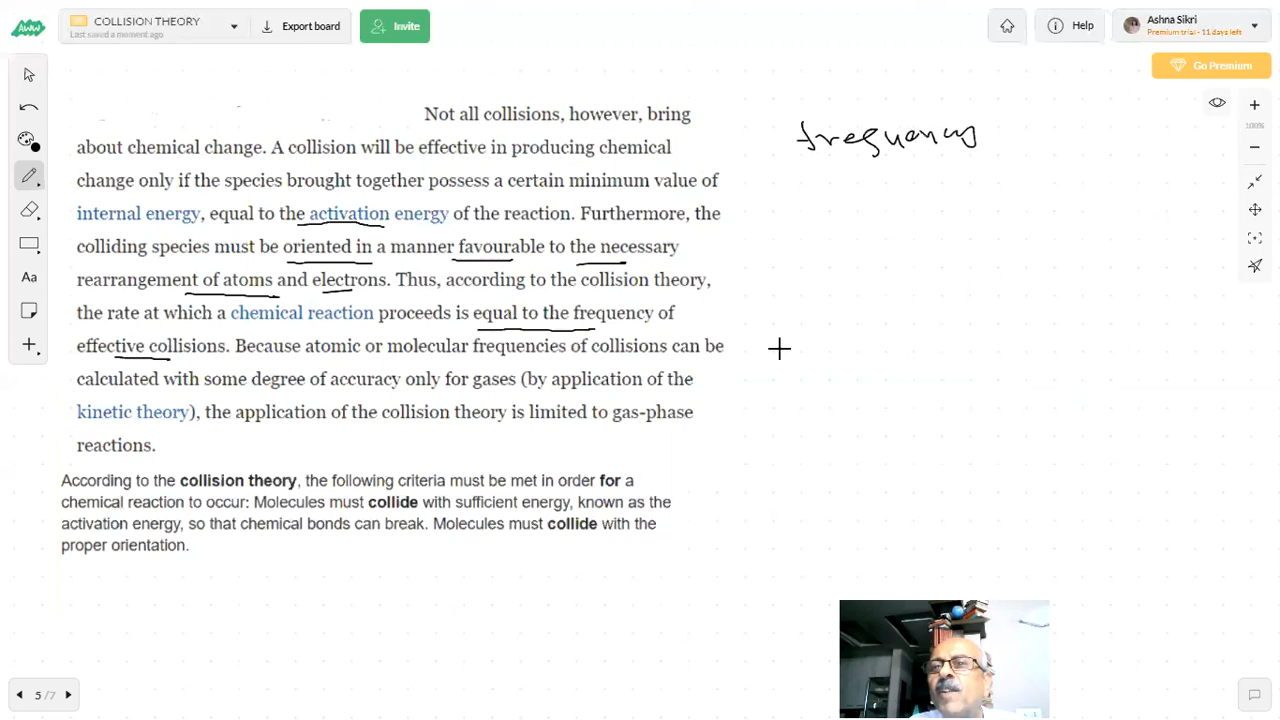 AWW
COLLISION THEORY
Last saved a moment ago
Export board
Invite
Help
Ashna Sikri
Premium trial - 11 days left
Go Premium
100%
Not all collisions, however, bring
about chemical change. A collision will be effective in producing chemical
change only if the species brought together possess a certain minimum value of
internal energy, equal to the activation energy of the reaction. Furthermore, the
colliding species must be oriented in a manner favourable to the necessary
rearrangement of atoms and electrons. Thus, according to the collision theory,
the rate at which a chemical reaction proceeds is equal to the frequency of
effective collisions. Because atomic or molecular frequencies of collisions can be
calculated with some degree of accuracy only for gases (by application of the
kinetic theory), the application of the collision theory is limited to gas-phase
reactions.
According to the collision theory, the following criteria must be met in order for a
chemical reaction to occur: Molecules must collide with sufficient energy, known as the
activation energy, so that chemical bonds can break. Molecules must collide with the
proper orientation.
frequency
Aa
5 / 7